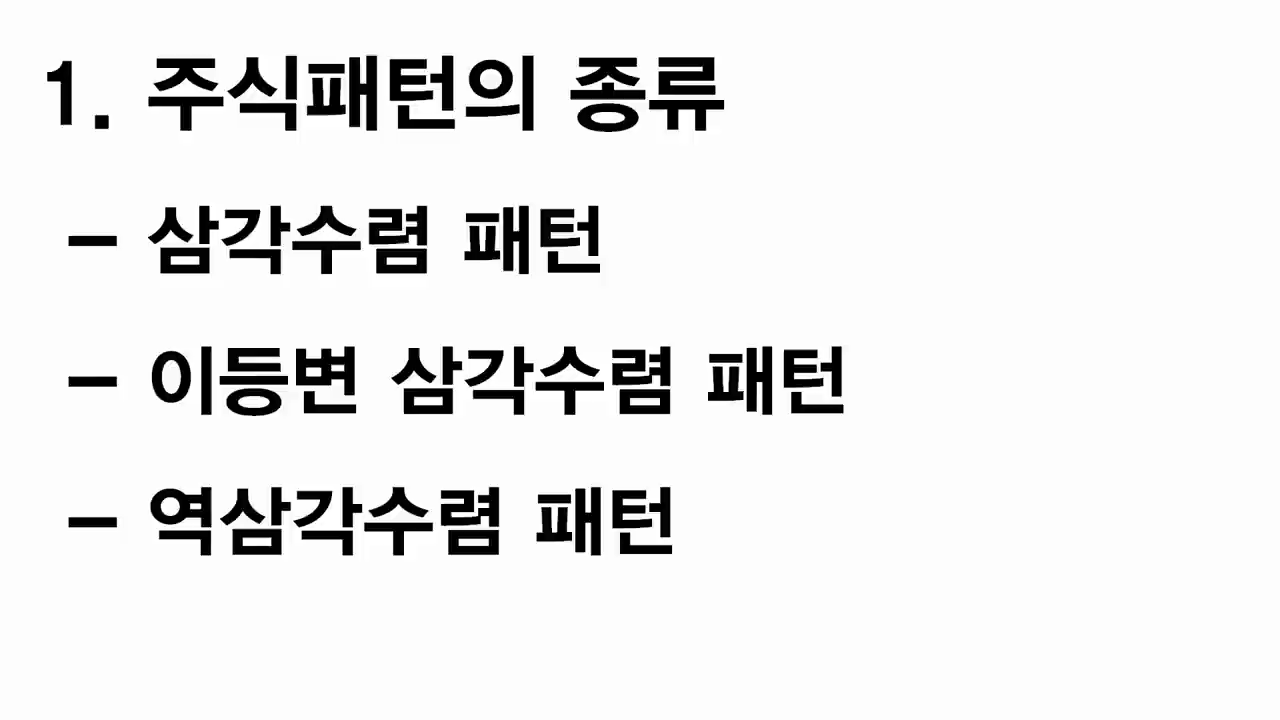 1. 주식패턴의 종류
- 삼각수렴 패턴
- 이등변 삼각수렴 패턴
- 역삼각수렴 패턴